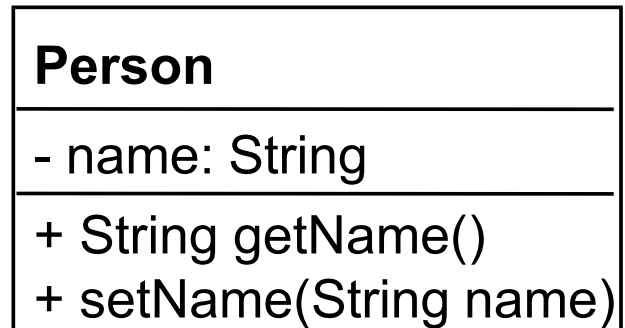 Person
- name: String
+ String getName()
+ setName(String name)